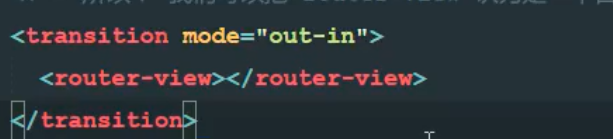 <transition mode="out-in">
<router-view></router-view>
</transition>